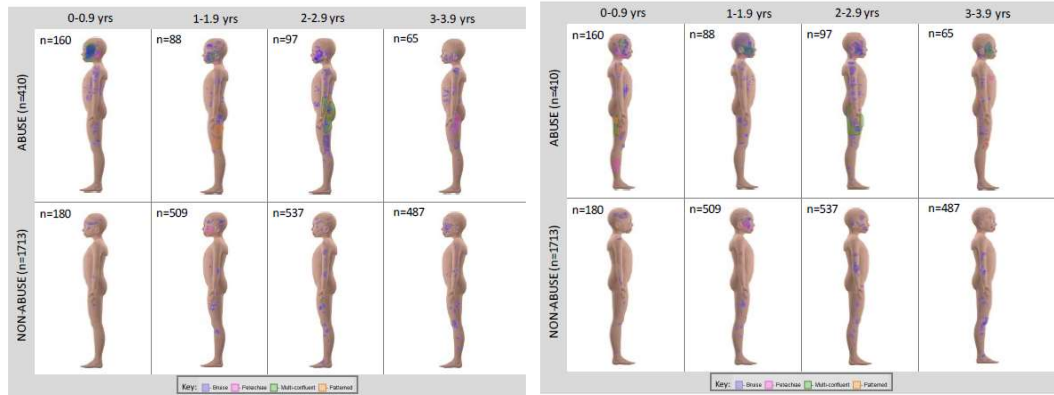 0-0.9 yrs 1-1.9 yrs 2-2.9 yrs 3-3.9 yrs
ABUSE (n=410)
n=160 n=88 n=97 n=65
NON-ABUSE (n=1713)
n=180 n=509 n=537 n=487
Key: - Bruise - Petechiae - Multi-confluent - Patterned
0-0.9 yrs 1-1.9 yrs 2-2.9 yrs 3-3.9 yrs
ABUSE (n=410)
n=160 n=88 n=97 n=65
NON-ABUSE (n=1713)
n=180 n=509 n=537 n=487
Key: - Bruise - Petechiae - Multi-confluent - Patterned